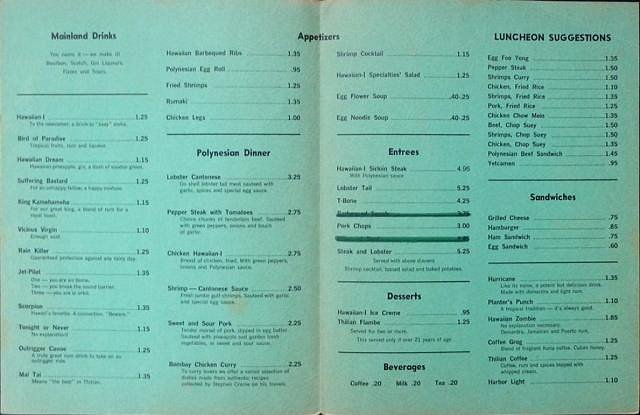 Mainland Drinks
You name it — we make it!
Bourbon, Scotch, Gin Liqueurs,
Fizzes and Sours.
Hawaiian-I 1.25
To the newcomer, a drink to "easy" aloha.
Bird of Paradise 1.25
Tropical fruits, rum and liqueur.
Hawaiian Dream 1.15
Hawaiian pineapple, gin, a dash of
Suffering Bastard 1.25
For an unhappy fellow, a happy mixture.
King Kamehameha 1.15
For our great king, a blend of rum for a
royal bowl.
Vicious Virgin 1.10
Enough said.
Rain Killer 1.25
Guaranteed protection against any rainy day.
Jet-Pilot 1.35
One — you are airborne,
Two — you break the sound barrier,
Three — you are in orbit.
Scorpion 1.35
Hawaii's favorite. A concoction, "Beware."
Tonight or Never 1.15
No explanation!
Outrigger Canoe 1.25
A truly great rum drink to take on an
outrigger ride.
Mai Tai 1.35
Means "the best" in Tahitian.
Appetizers
Hawaiian Barbequed Ribs 1.35
Polynesian Egg Roll .95
Fried Shrimps 1.25
Rumaki 1.35
Chicken Legs 1.00
Shrimp Cocktail 1.15
Hawaiian-I Specialties' Salad 1.25
Egg Flower Soup .40-.25
Egg Noodle Soup .40-.25
Polynesian Dinner
Lobster Cantonese 3.25
On shell lobster tail meat sauteed with
garlic, spices and special egg sauce.
Pepper Steak with Tomatoes 2.75
Choice chunks of tenderloin beef. Sauteed
with green peppers, onions and touch
of garlic.
Chicken Hawaiian-I 2.75
Breast of chicken, fried. With green peppers,
onions and Polynesian sauce.
Shrimp — Cantonese Sauce 2.50
Fresh jumbo gulf shrimps. Sauteed with garlic
and special egg sauce.
Sweet and Sour Pork 2.25
Tender morsel of pork, dipped in egg batter.
Sauteed with pineapple and garden fresh
vegetables, in sweet and sour sauce.
Bombay Chicken Curry 2.25
To curry lovers we offer a varied selection of
dishes made from authentic recipes
collected by Stephen Crane on his travels.
Entrees
Hawaiian-I Sirloin Steak 4.95
With Polynesian sauce
Lobster Tail 5.25
T-Bone 4.25
Pork Chops 3.00
Steak and Lobster 5.25
Served with above dinners:
Shrimp cocktail, tossed salad and baked potatoes.
Desserts
Hawaiian-I Ice Creme .95
Thilian Flambe 1.25
Served for two or more.
This served only if over 21 years of age.
Beverages
Coffee .20 Milk .20 Tea .20
LUNCHEON SUGGESTIONS
Egg Foo Yong 1.35
Pepper Steak 1.50
Shrimps Curry 1.50
Chicken, Fried Rice 1.10
Shrimps, Fried Rice 1.35
Pork, Fried Rice 1.25
Chicken Chow Mein 1.35
Beef, Chop Suey 1.50
Shrimps, Chop Suey 1.50
Chicken, Chop Suey 1.35
Polynesian Beef Sandwich 1.45
Yetcamen .95
Sandwiches
Grilled Cheese .75
Hamburger .85
Ham Sandwich .75
Egg Sandwich .60
Hurricane 1.35
Like its name, a potent but delicious drink.
Made with demerara and light rum.
Planter's Punch 1.10
A tropical tradition — it's always good.
Hawaiian Zombie 1.85
No explanation necessary.
Demerara, Jamaican and Puerto rum.
Coffee Grog 1.25
Blend of fragrant Kona coffee, Cuban honey.
Thilian Coffee 1.25
Coffee, rum and spices topped with
whipped cream.
Harbor Light 1.10